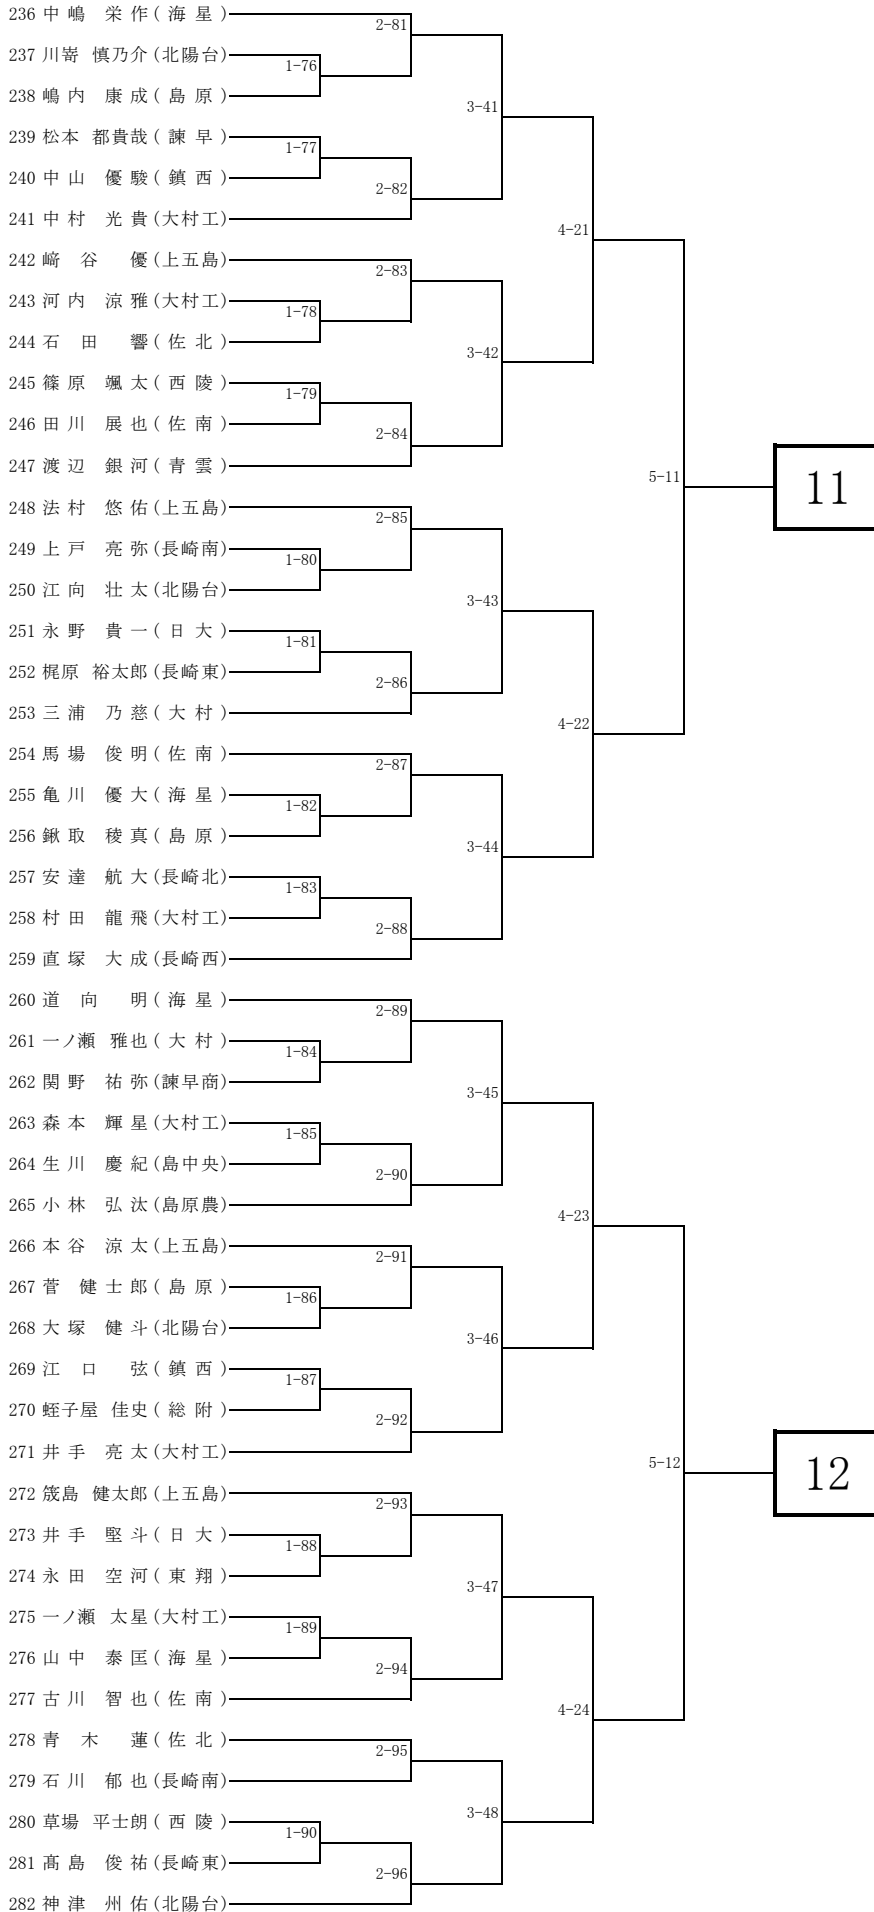 236 中嶋 栄作(海星)
2-81
237 川嵜 慎乃介(北陽台)
1-76
238 嶋内 康成(島原)
3-41
239 松本 都貴哉(諫早)
1-77
240 中山 優駿(鎮西)
2-82
241 中村 光貴(大村工)
4-21
242 﨑谷 優(上五島)
2-83
243 河内 涼雅(大村工)
1-78
244 石田 響(佐北)
3-42
245 篠原 颯太(西陵)
1-79
246 田川 展也(佐南)
2-84
247 渡辺 銀河(青雲)
5-11
11
248 法村 悠佑(上五島)
2-85
249 上戸 亮弥(長崎南)
1-80
250 江向 壮太(北陽台)
3-43
251 永野 貴一(日大)
1-81
252 梶原 裕太郎(長崎東)
2-86
253 三浦 乃慈(大村)
4-22
254 馬場 俊明(佐南)
2-87
255 亀川 優大(海星)
1-82
256 鍬取 稜真(島原)
3-44
257 安達 航大(長崎北)
1-83
258 村田 龍飛(大村工)
2-88
259 直塚 大成(長崎西)
260 道向 明(海星)
2-89
261 一ノ瀬 雅也(大村)
1-84
262 関野 祐弥(諫早商)
3-45
263 森本 輝星(大村工)
1-85
264 生川 慶紀(島中央)
2-90
265 小林 弘汰(島原農)
4-23
266 本谷 涼太(上五島)
2-91
267 菅 健士郎(島原)
1-86
268 大塚 健斗(北陽台)
3-46
269 江口 弦(鎮西)
1-87
270 蛭子屋 佳史(総附)
2-92
271 井手 亮太(大村工)
5-12
12
272 筬島 健太郎(上五島)
2-93
273 井手 堅斗(日大)
1-88
274 永田 空河(東翔)
3-47
275 一ノ瀬 太星(大村工)
1-89
276 山中 泰匡(海星)
2-94
277 古川 智也(佐南)
4-24
278 青木 蓮(佐北)
2-95
279 石川 郁也(長崎南)
3-48
280 草場 平士朗(西陵)
1-90
281 髙島 俊祐(長崎東)
2-96
282 神津 州佑(北陽台)